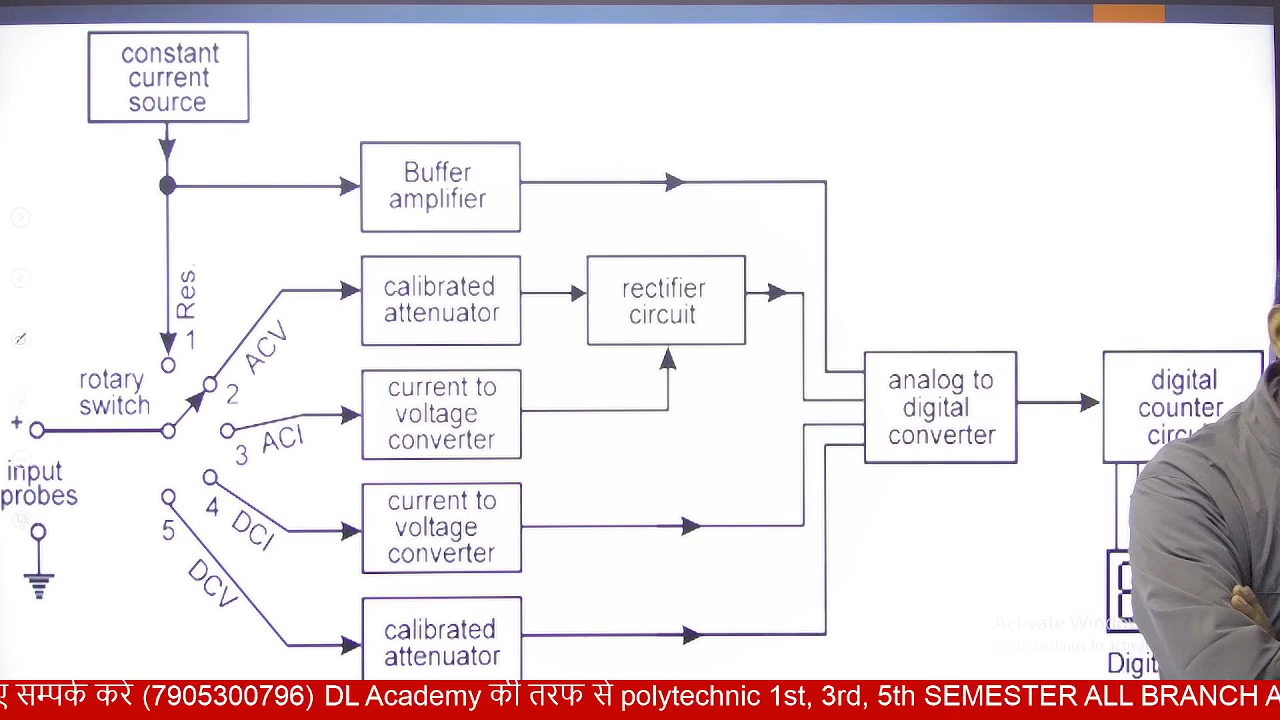 constant
current
source
Buffer
amplifier
Res.
1
ACV
calibrated
attenuator
rectifier
circuit
rotary
switch
2
+
3
ACI
current to
voltage
converter
analog to
digital
converter
digital
counter
input
probes
4
DCI
current to
voltage
converter
5
DCV
calibrated
attenuator
सम्पर्क करे (7905300796) DL Academy की तरफ से polytechnic 1st, 3rd, 5th SEMESTER ALL BRANCH